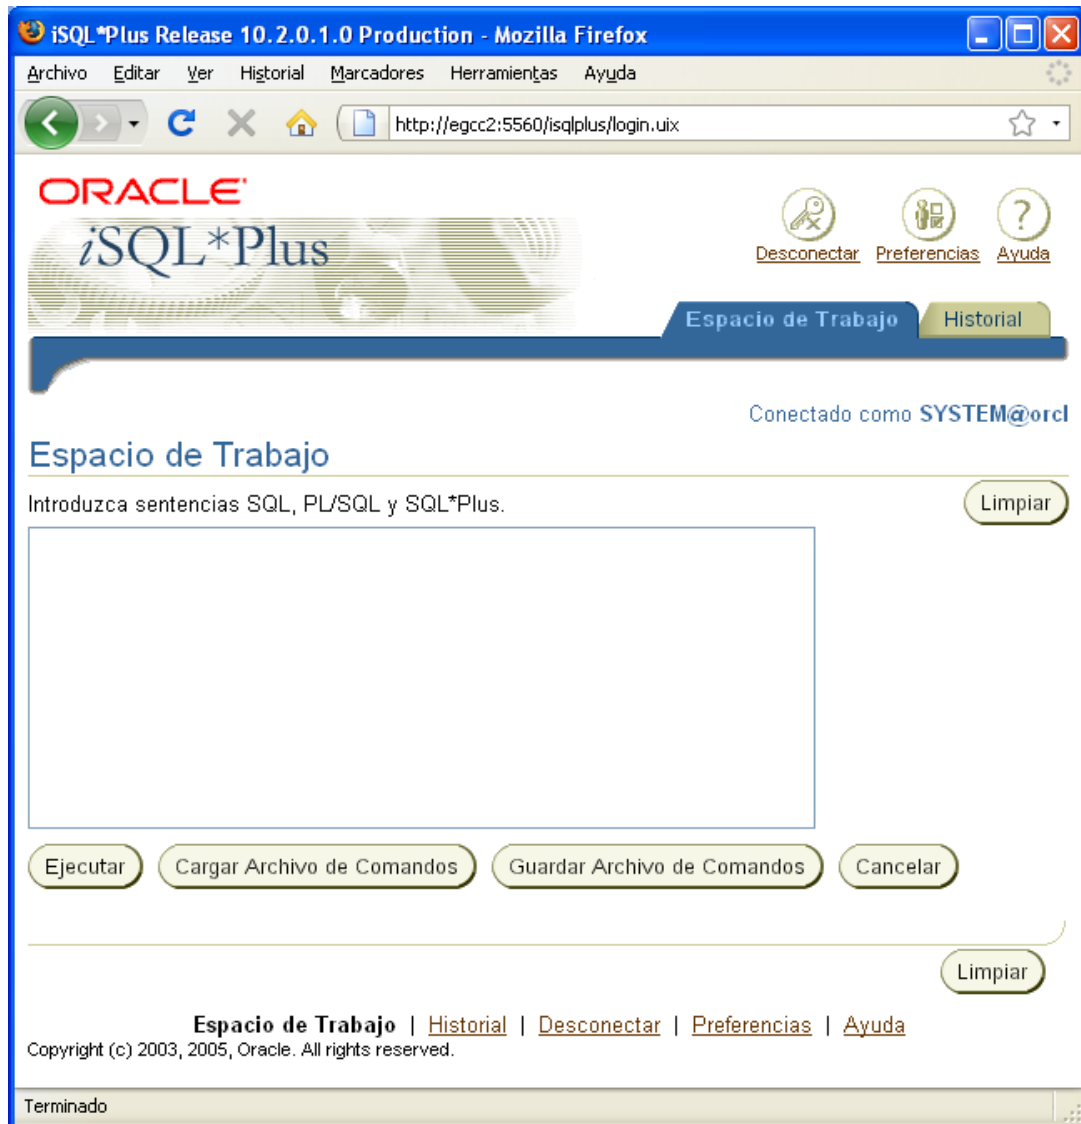 iSQL*Plus Release 10.2.0.1.0 Production - Mozilla Firefox
Archivo Editar Ver Historial Marcadores Herramientas Ayuda
http://egcc2:5560/isqlplus/login.uix
ORACLE
iSQL*Plus
Desconectar Preferencias Ayuda
Espacio de Trabajo Historial
Conectado como SYSTEM@orcl
Espacio de Trabajo
Introduzca sentencias SQL, PL/SQL y SQL*Plus.
Limpiar
Ejecutar Cargar Archivo de Comandos Guardar Archivo de Comandos Cancelar
Limpiar
Espacio de Trabajo | Historial | Desconectar | Preferencias | Ayuda
Copyright (c) 2003, 2005, Oracle. All rights reserved.
Terminado